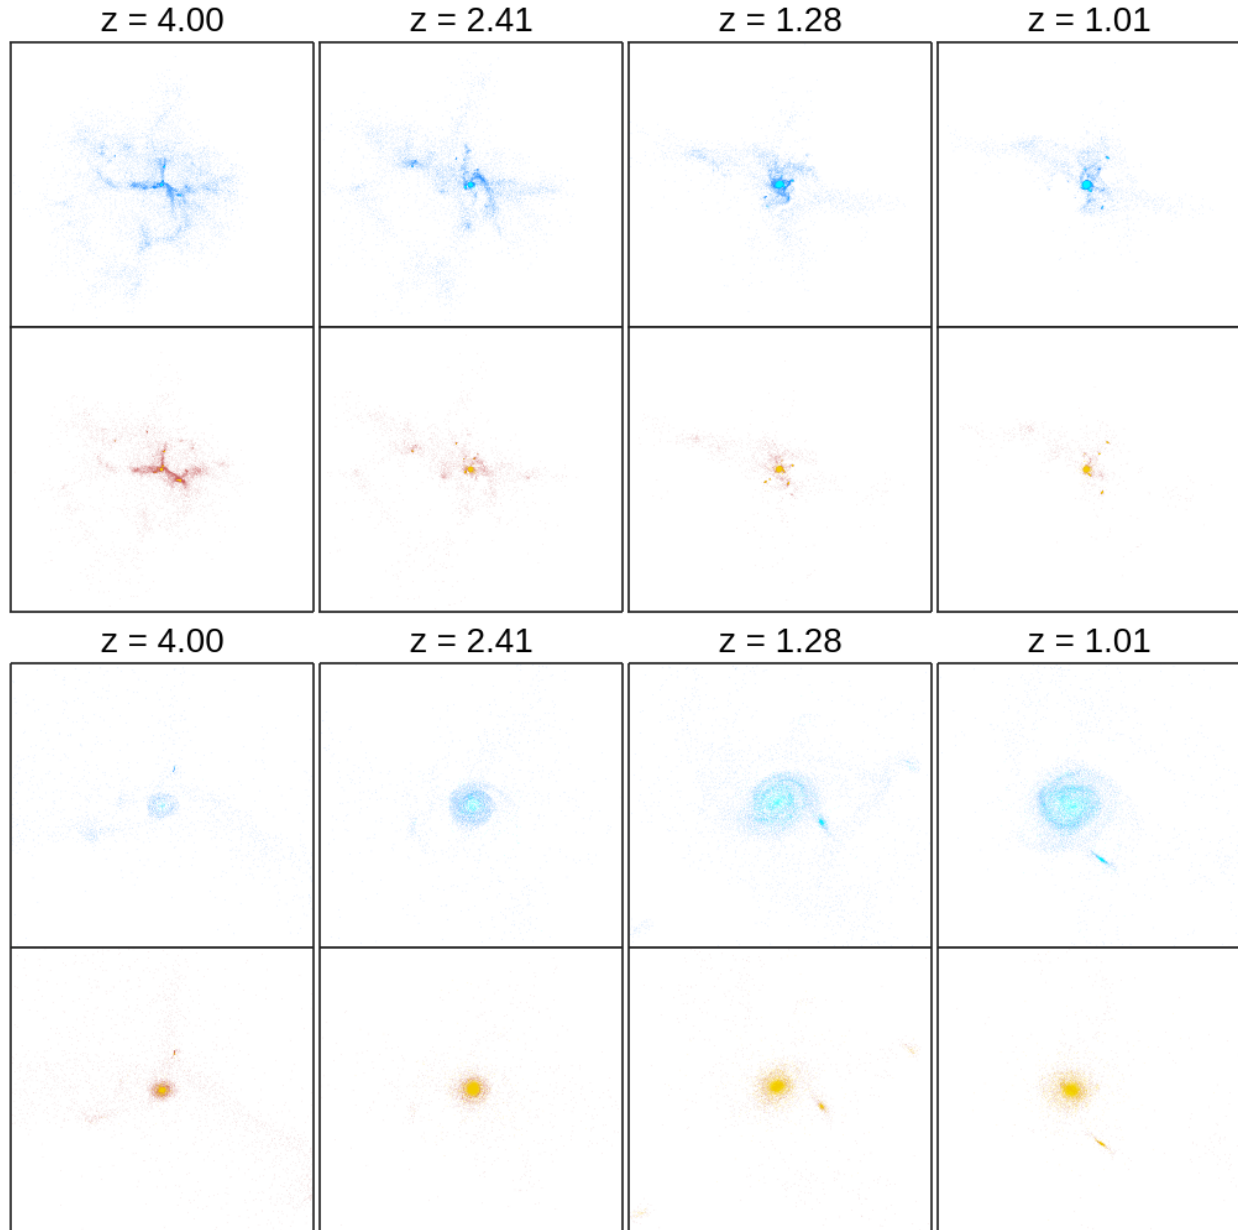 z = 4.00 z = 2.41 z = 1.28 z = 1.01
z = 4.00 z = 2.41 z = 1.28 z = 1.01